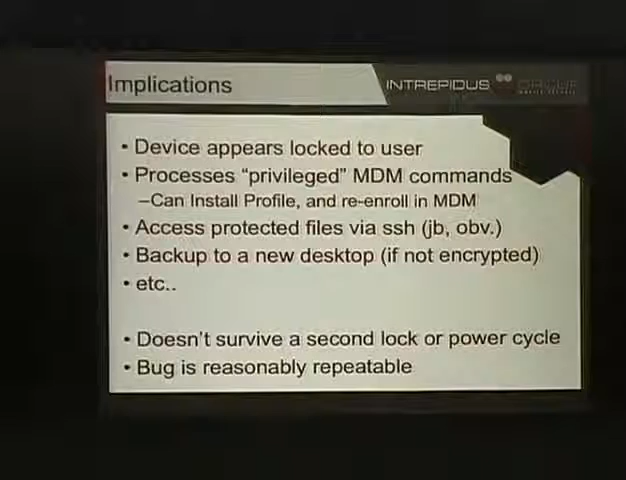 Implications
INTREPIDUS GROUP
• Device appears locked to user
• Processes “privileged” MDM commands
–Can Install Profile, and re-enroll in MDM
• Access protected files via ssh (jb, obv.)
• Backup to a new desktop (if not encrypted)
• etc..
• Doesn't survive a second lock or power cycle
• Bug is reasonably repeatable